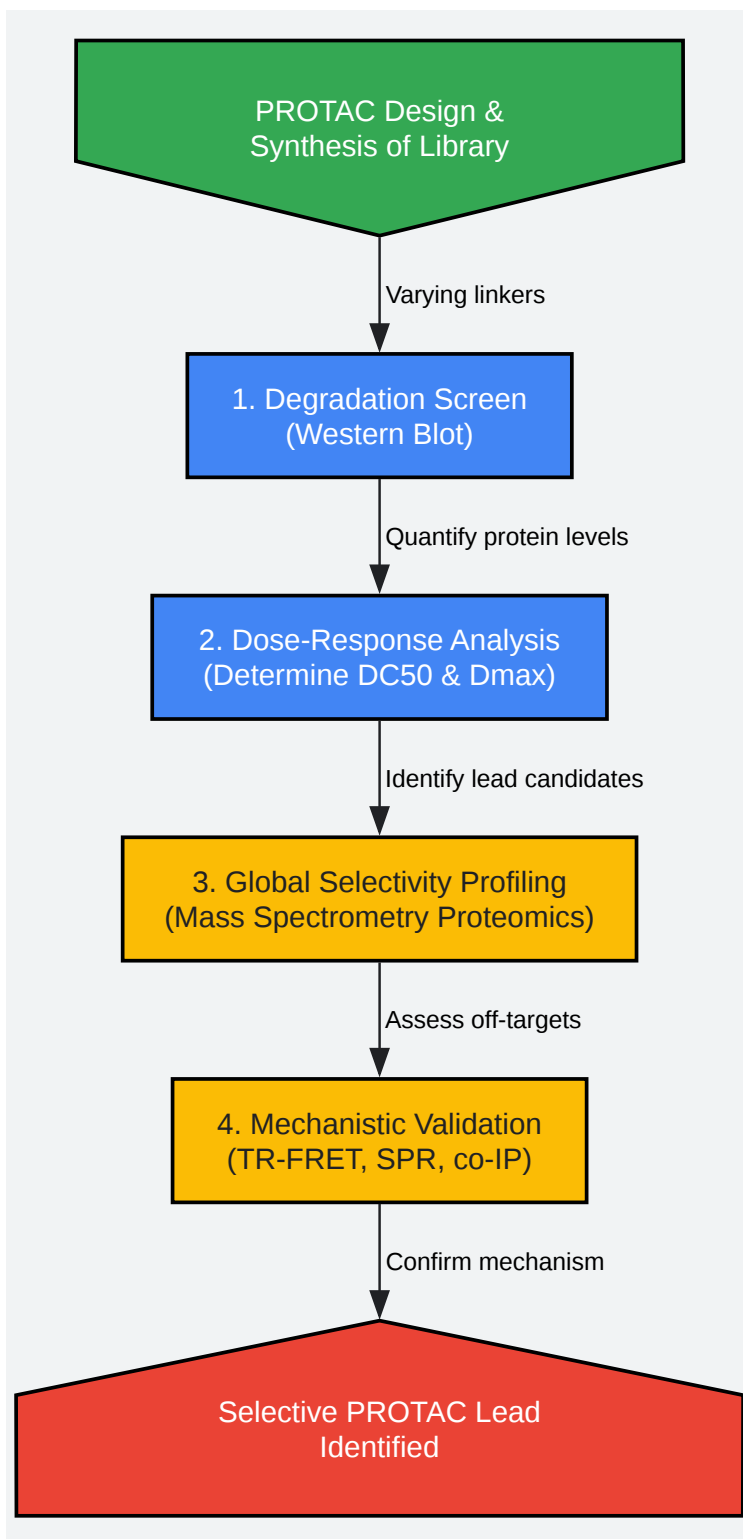 PROTAC Design &
Synthesis of Library
Varying linkers
1. Degradation Screen
(Western Blot)
Quantify protein levels
2. Dose-Response Analysis
(Determine DC50 & Dmax)
Identify lead candidates
3. Global Selectivity Profiling
(Mass Spectrometry Proteomics)
Assess off-targets
4. Mechanistic Validation
(TR-FRET, SPR, co-IP)
Confirm mechanism
Selective PROTAC Lead
Identified